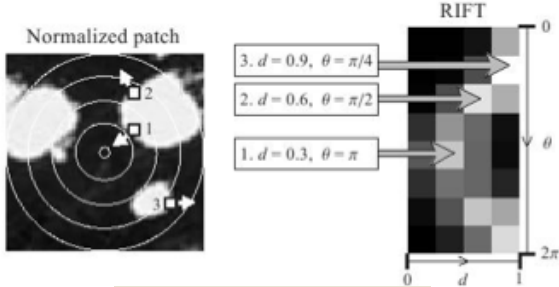 RIFT
Normalized patch
0
3. d = 0.9, θ = π/4
2
2. d = 0.6, θ = π/2
1
1. d = 0.3, θ = π
θ
3
2π
0
d
1